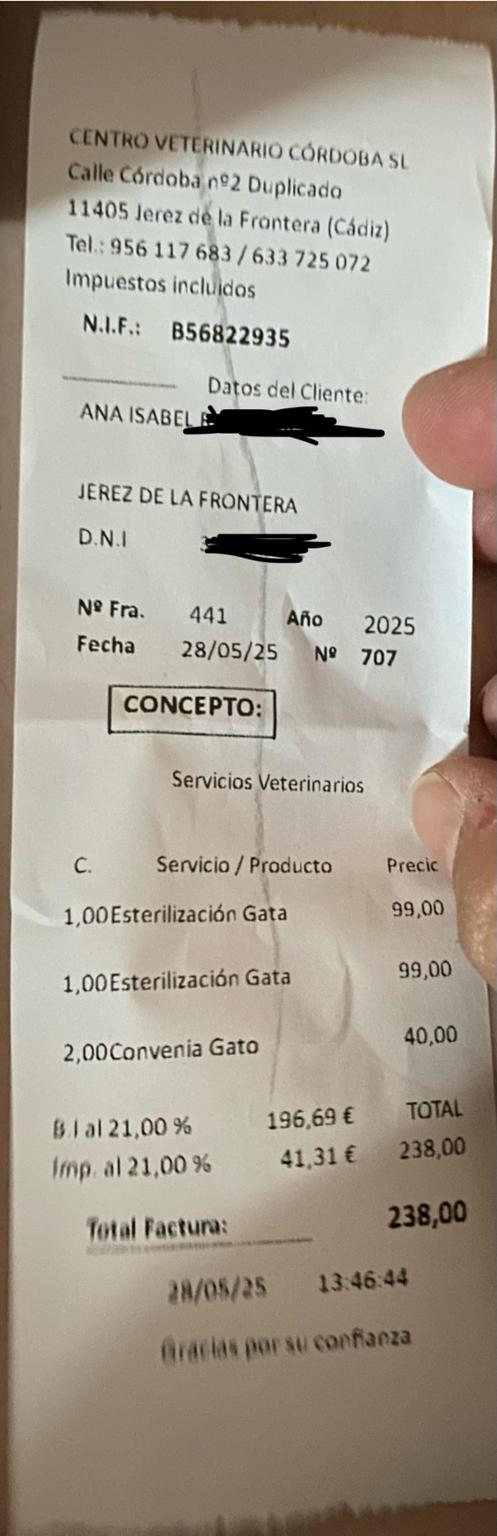 CENTRO VETERINARIO CÓRDOBA SL
Calle Córdoba nº2 Duplicado
11405 Jerez de la Frontera (Cádiz)
Tel.: 956 117 683 / 633 725 072
Impuestos incluidos
N.I.F.: B56822935
Datos del Cliente:
ANA ISABEL
JEREZ DE LA FRONTERA
D.N.I
Nº Fra. 441 Año 2025
Fecha 28/05/25 Nº 707
CONCEPTO:
Servicios Veterinarios
C. Servicio / Producto Precic
1,00Esterilización Gata 99,00
1,00Esterilización Gata 99,00
2,00Convenia Gato 40,00
B.I al 21,00 % 196,69 € TOTAL
Imp. al 21,00 % 41,31 € 238,00
Total Factura: 238,00
28/05/25 13:46:44
Gracias por su confianza